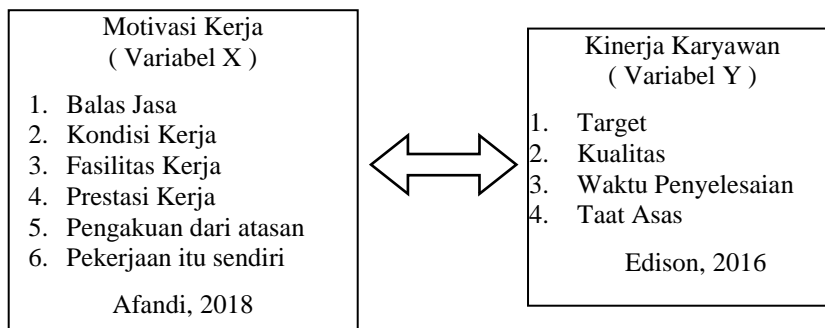 Motivasi Kerja
( Variabel X )
1. Balas Jasa
2. Kondisi Kerja
3. Fasilitas Kerja
4. Prestasi Kerja
5. Pengakuan dari atasan
6. Pekerjaan itu sendiri
Afandi, 2018
Kinerja Karyawan
( Variabel Y )
1. Target
2. Kualitas
3. Waktu Penyelesaian
4. Taat Asas
Edison, 2016